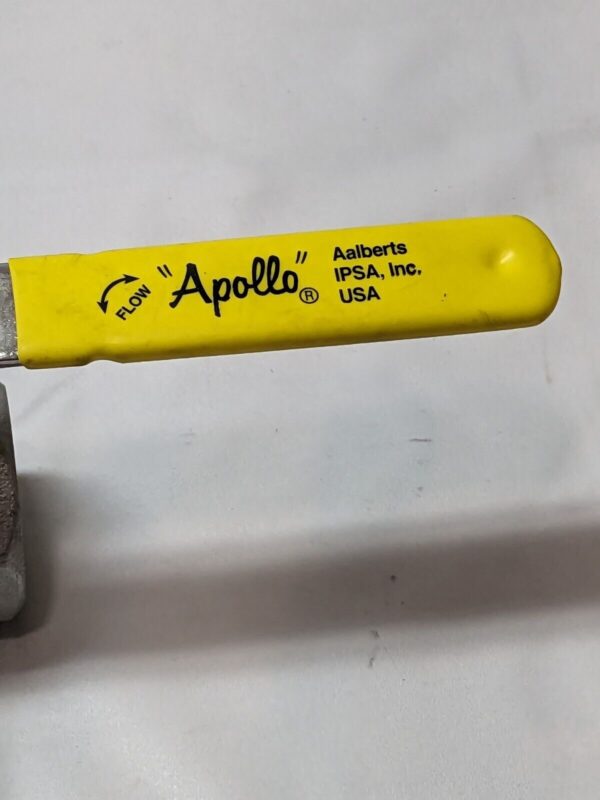 FLOW
"Apollo"®
Aalberts
IPSA, Inc.
USA